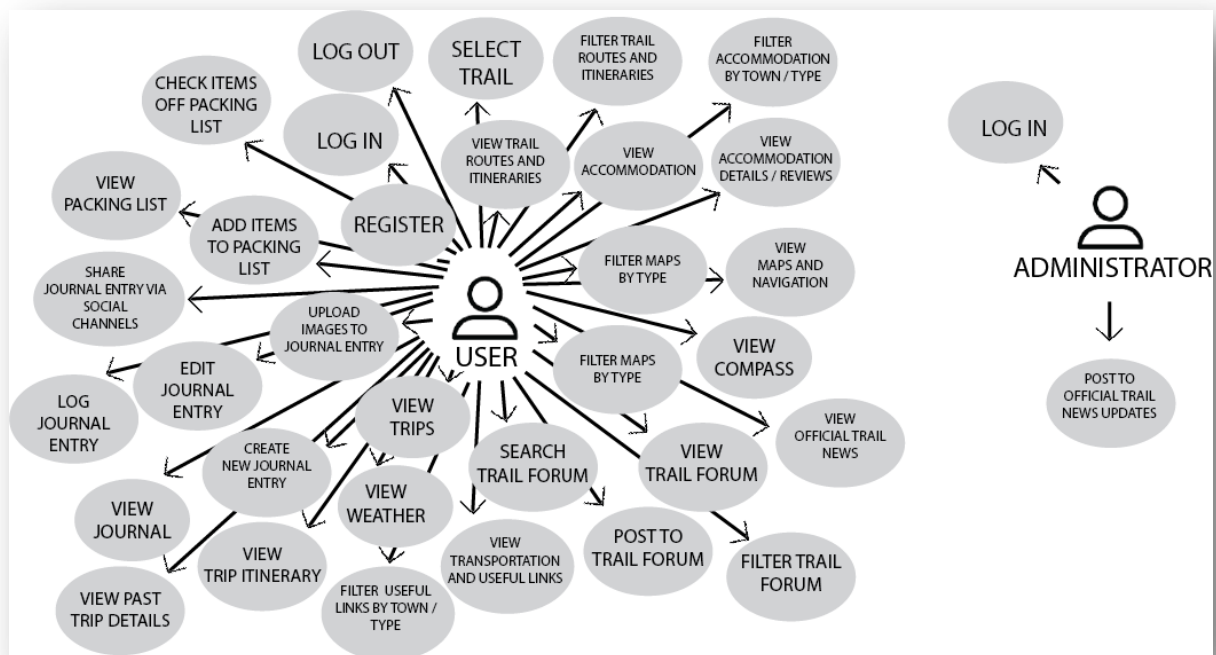 LOG OUT
SELECT
TRAIL
FILTER TRAIL
ROUTES AND
ITINERARIES
FILTER
ACCOMMODATION
BY TOWN / TYPE
CHECK ITEMS
OFF PACKING
LIST
LOG IN
VIEW TRAIL
ROUTES AND
ITINERARIES
VIEW
ACCOMMODATION
VIEW
ACCOMMODATION
DETAILS / REVIEWS
LOG IN
VIEW
PACKING LIST
ADD ITEMS
TO PACKING
LIST
REGISTER
FILTER MAPS
BY TYPE
VIEW
MAPS AND
NAVIGATION
ADMINISTRATOR
SHARE
JOURNAL ENTRY VIA
SOCIAL
CHANNELS
UPLOAD
IMAGES TO
JOURNAL ENTRY
USER
FILTER MAPS
BY TYPE
VIEW
COMPASS
EDIT
JOURNAL
ENTRY
LOG
JOURNAL
ENTRY
VIEW
TRIPS
POST TO
OFFICIAL TRAIL
NEWS UPDATES
VIEW
OFFICIAL TRAIL
NEWS
CREATE
NEW JOURNAL
ENTRY
SEARCH
TRAIL FORUM
VIEW
TRAIL FORUM
VIEW
JOURNAL
VIEW
WEATHER
VIEW
TRIP ITINERARY
VIEW
TRANSPORTATION
AND USEFUL LINKS
POST TO
TRAIL FORUM
FILTER TRAIL
FORUM
VIEW PAST
TRIP DETAILS
FILTER USEFUL
LINKS BY TOWN /
TYPE